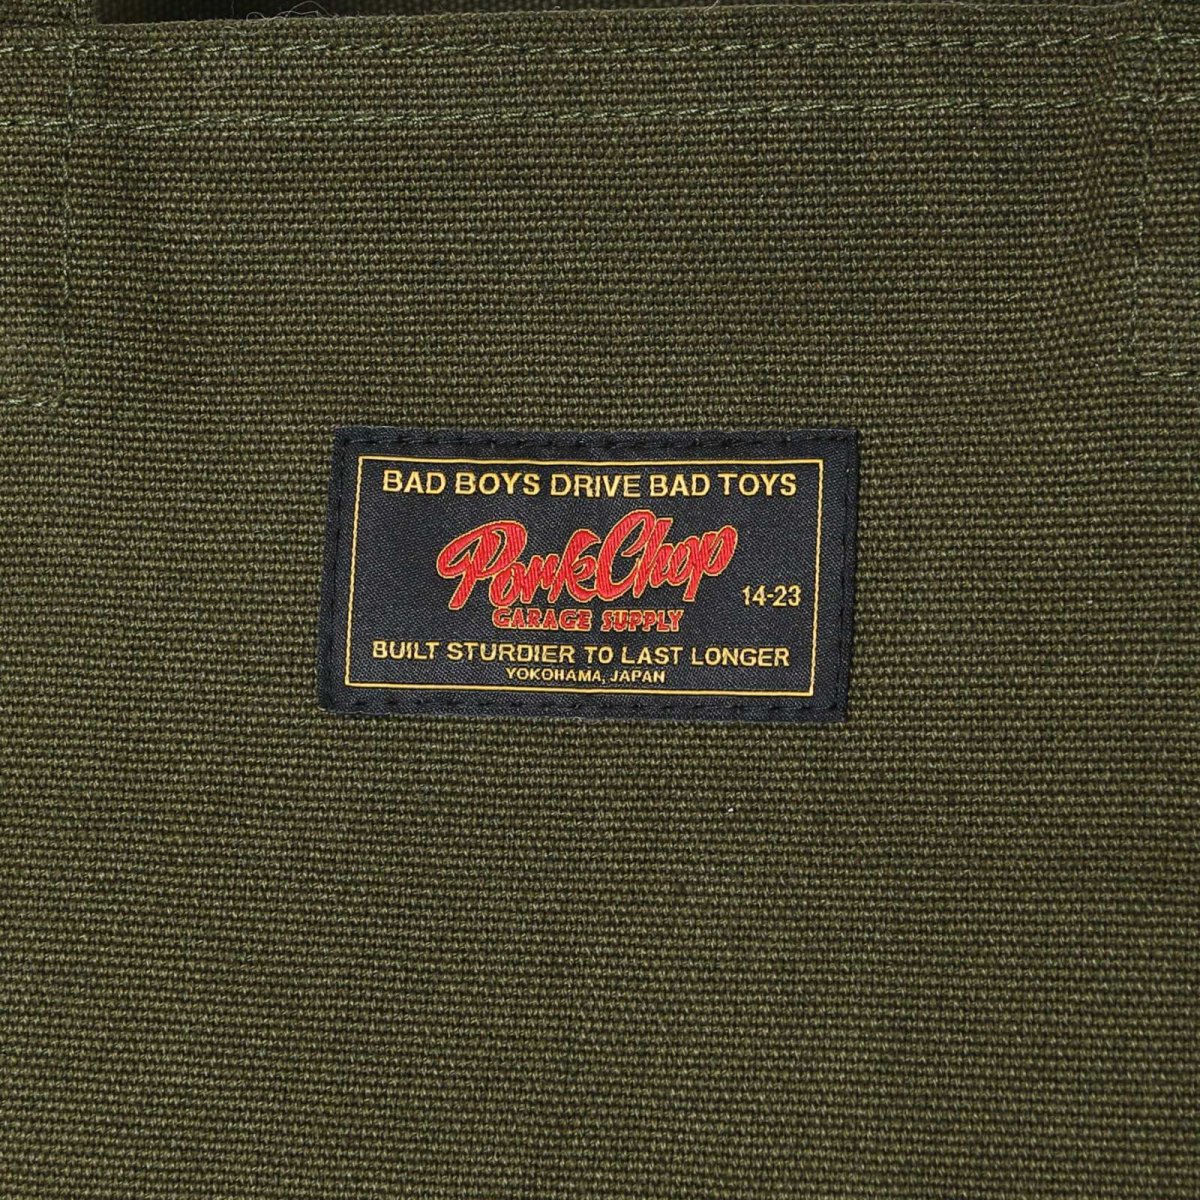 BAD BOYS DRIVE BAD TOYS
PorkChop
14-23
GARAGE SUPPLY
BUILT STURDIER TO LAST LONGER
YOKOHAMA, JAPAN